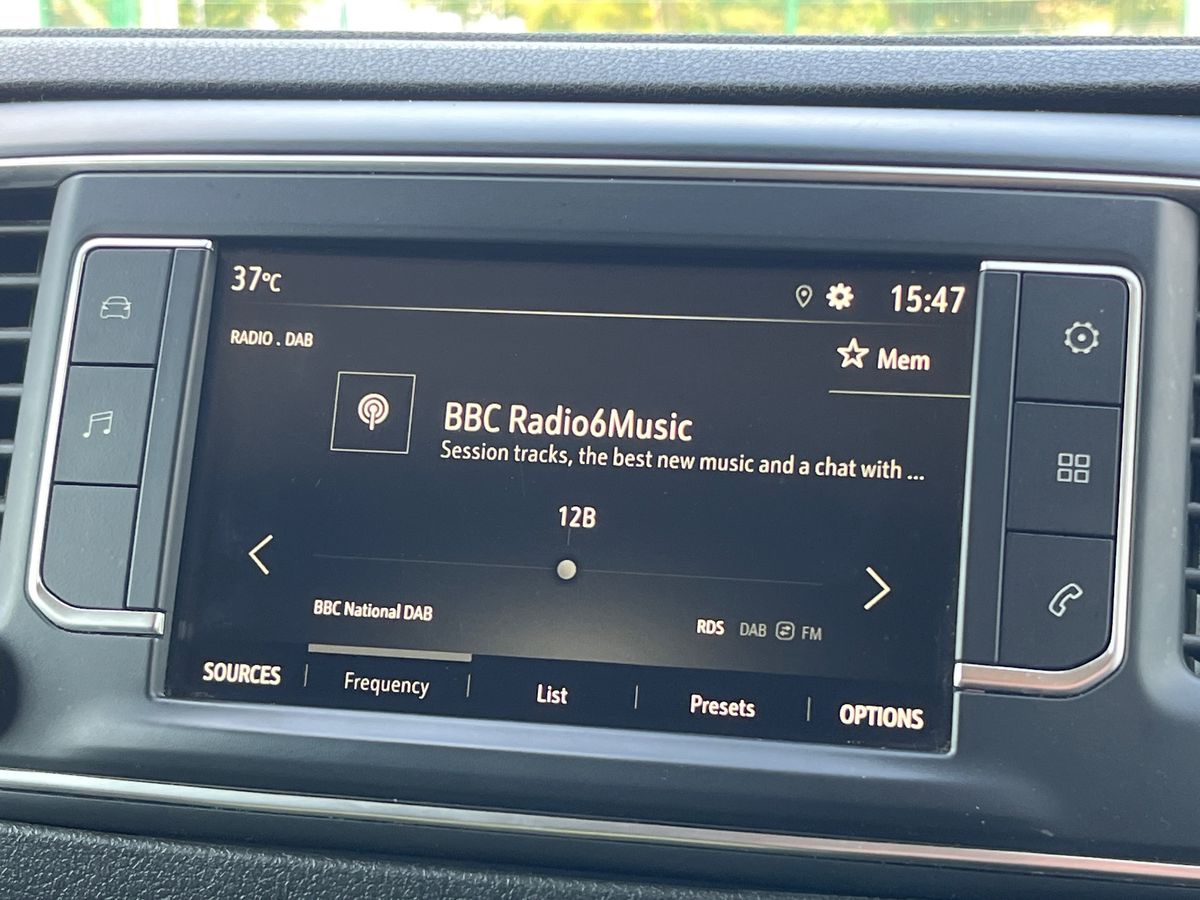 37°C
15:47
RADIO . DAB
Mem
BBC Radio6Music
Session tracks, the best new music and a chat with ...
12B
BBC National DAB
RDS DAB FM
SOURCES Frequency List Presets OPTIONS